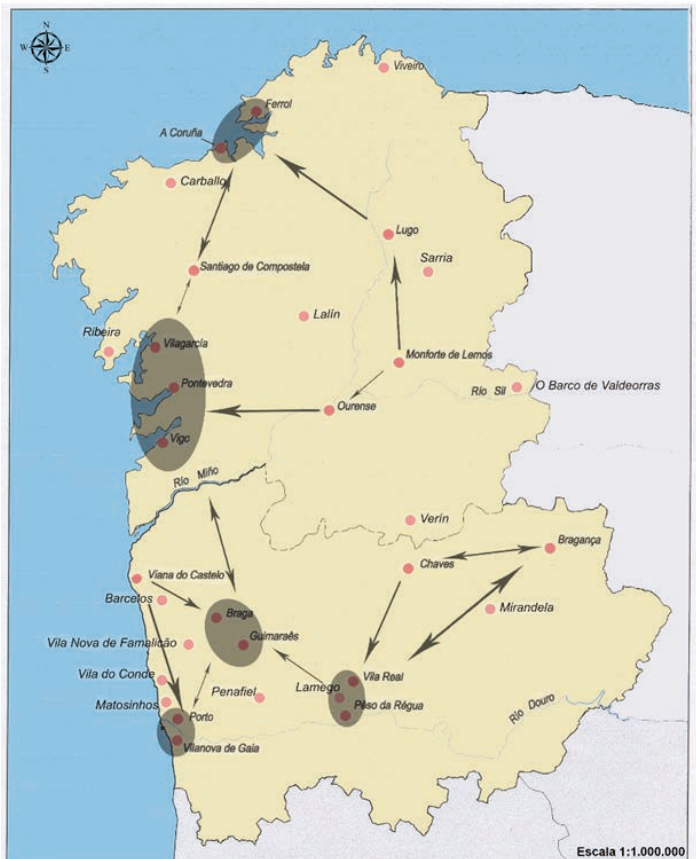 N
W E
S
Viveiro
Ferrol
A Coruña
Carballo
Lugo
Sarria
Santiago de Compostela
Lalín
Ribeira
Vilagarcía
Monforte de Lemos
Pontevedra
Río Sil
O Barco de Valdeorras
Ourense
Vigo
Río Miño
Verín
Bragança
Chaves
Viana do Castelo
Barcelos
Mirandela
Braga
Guimaraês
Vila Nova de Famalicão
Vila do Conde
Vila Real
Lamego
Penafiel
Matosinhos
Pêso da Régua
Porto
Río Douro
Vilanova de Gaia
Escala 1:1.000.000